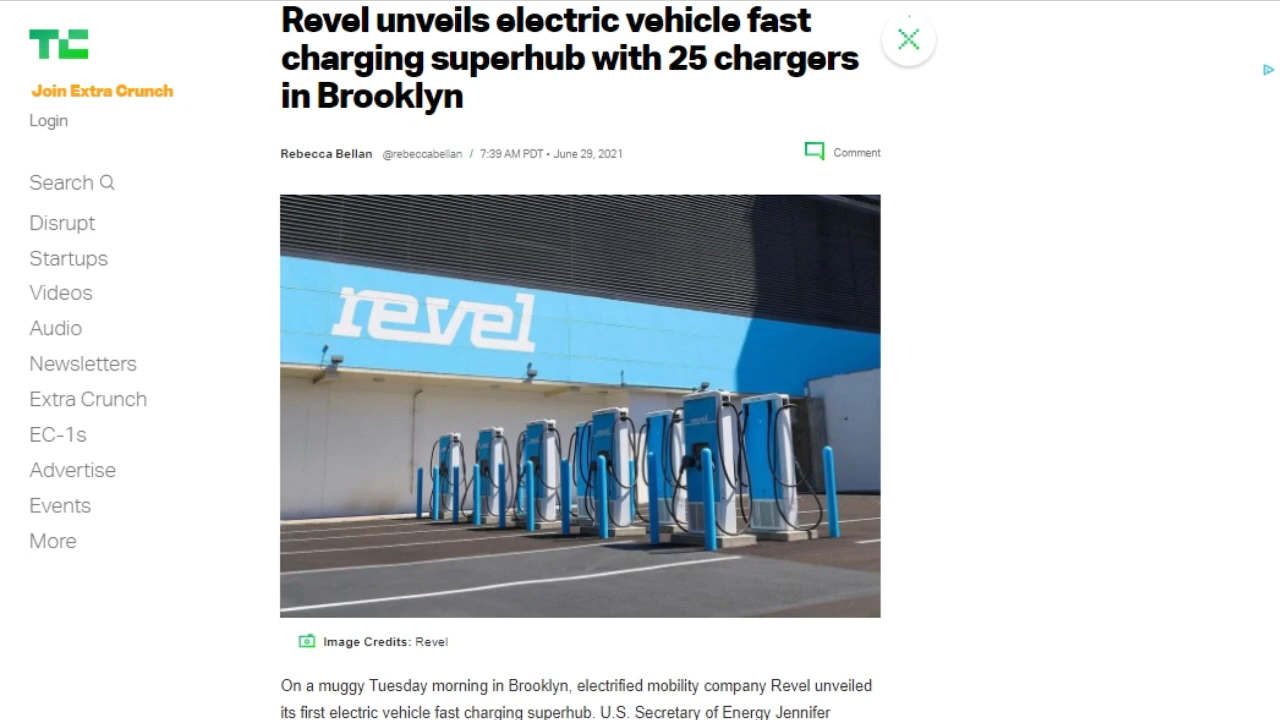 Revel unveils electric vehicle fast
charging superhub with 25 chargers
in Brooklyn
TC
Join Extra Crunch
Login
Search
Disrupt
Startups
Videos
Audio
Newsletters
Extra Crunch
EC-1s
Advertise
Events
More
Rebecca Bellan @rebeccabellan / 7:39 AM PDT • June 29, 2021
Comment
revel
revel
Image Credits: Revel
On a muggy Tuesday morning in Brooklyn, electrified mobility company Revel unveiled
its first electric vehicle fast charging superhub. U.S. Secretary of Energy Jennifer